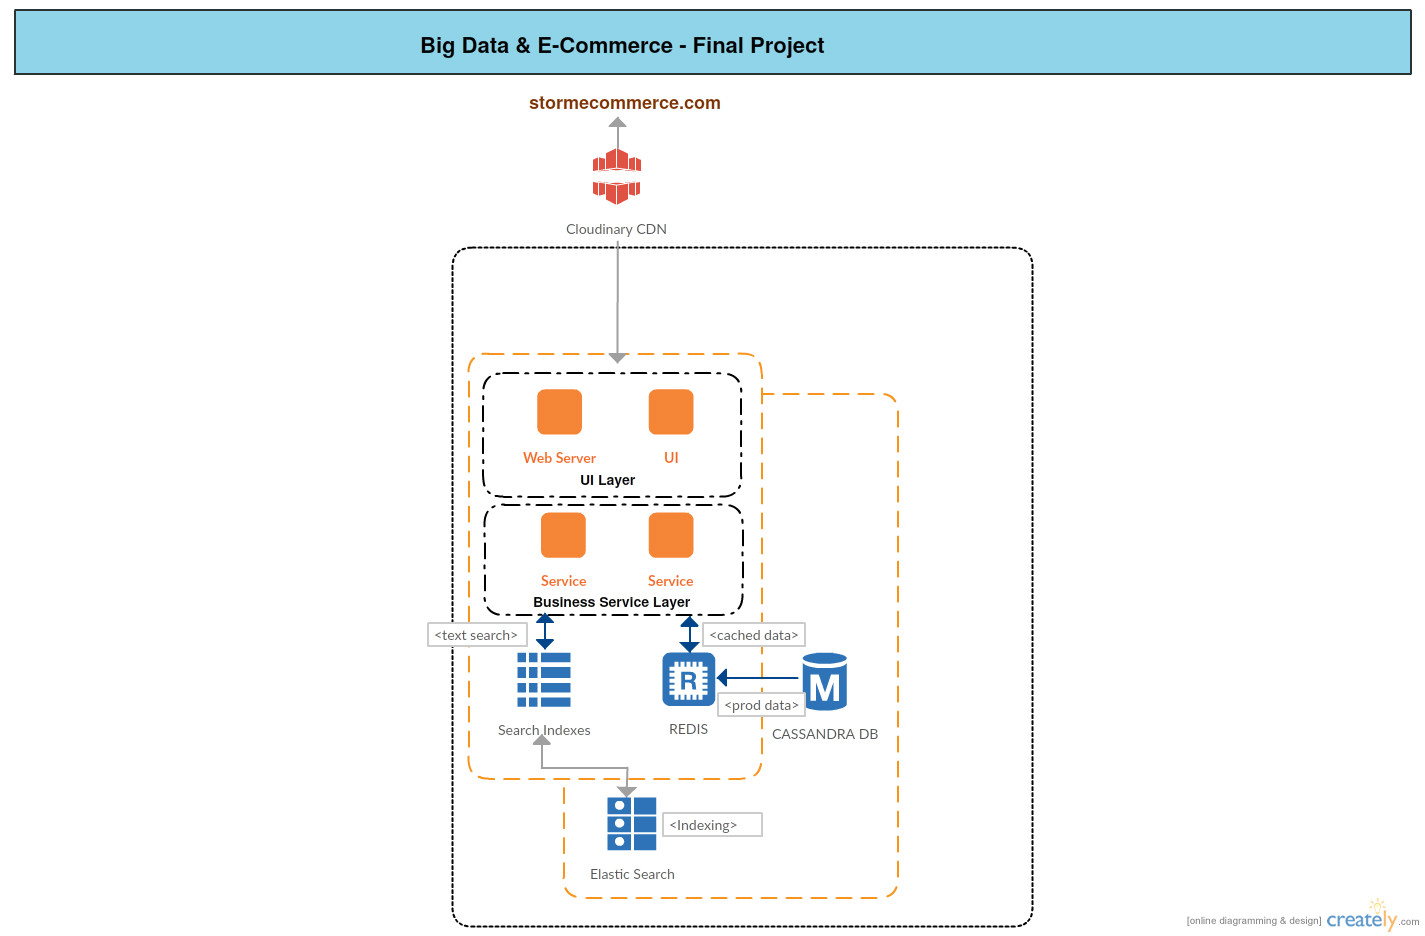 Big Data & E-Commerce - Final Project
stormecommerce.com
Cloudinary CDN
Web Server
UI
UI Layer
Service
Service
Business Service Layer
<text search>
<cached data>
R
M
<prod data>
Search Indexes
REDIS
CASSANDRA DB
<Indexing>
Elastic Search
[online diagramming & design] creately.com